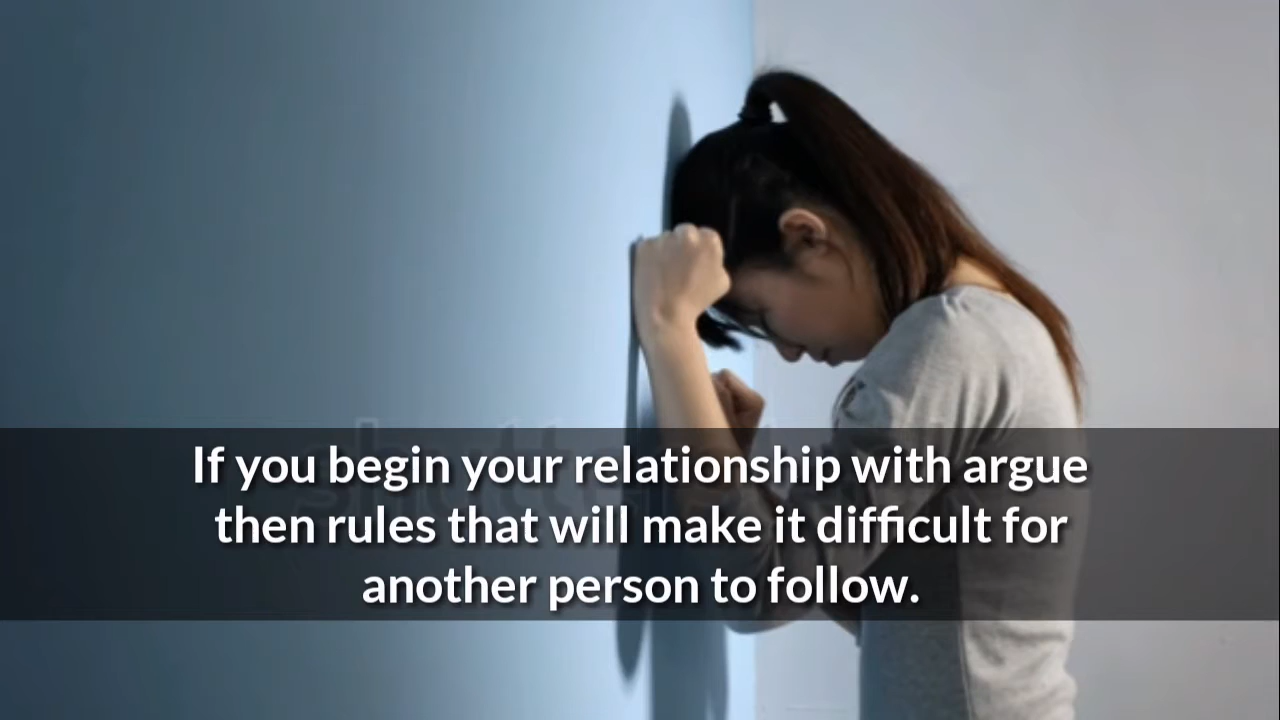 If you begin your relationship with argue
then rules that will make it difficult for
another person to follow.